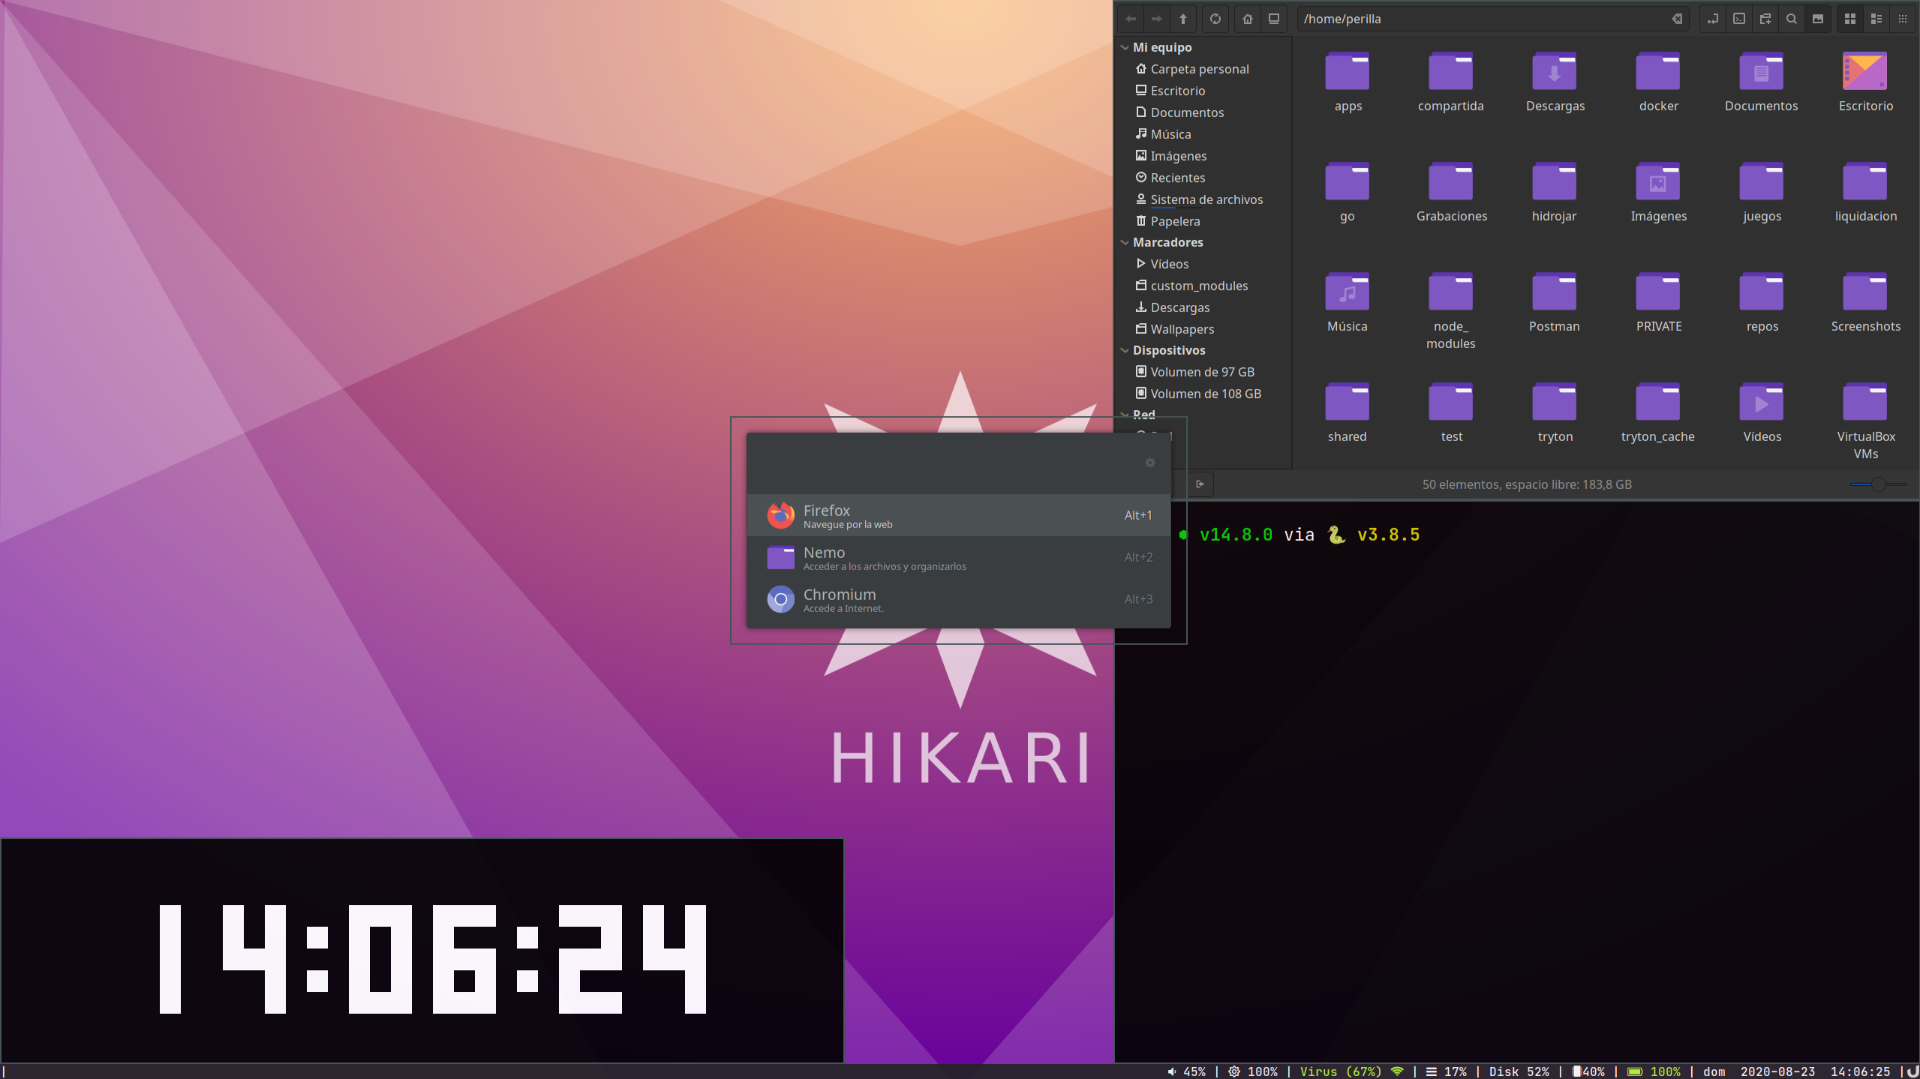 /home/perilla
Mi equipo
Carpeta personal
Escritorio
Documentos
Música
Imágenes
Recientes
Sistema de archivos
Papelera
Marcadores
Vídeos
custom_modules
Descargas
Wallpapers
Dispositivos
Volumen de 97 GB
Volumen de 108 GB
Red
apps
compartida
Descargas
docker
Documentos
Escritorio
go
Grabaciones
hidrojar
Imágenes
juegos
liquidacion
Música
node_
modules
Postman
PRIVATE
repos
Screenshots
shared
test
tryton
tryton_cache
Vídeos
VirtualBox
VMs
50 elementos, espacio libre: 183,8 GB
Firefox
Navegue por la web
Alt+1
Nemo
Acceder a los archivos y organizarlos
Alt+2
Chromium
Accede a Internet.
Alt+3
v14.8.0 via 🐍 v3.8.5
HIKARI
14:06:24
| 45% | 100% | Virus (67%) | 17% | Disk 52% | 40% | 100% | dom 2020-08-23 14:06:25 |